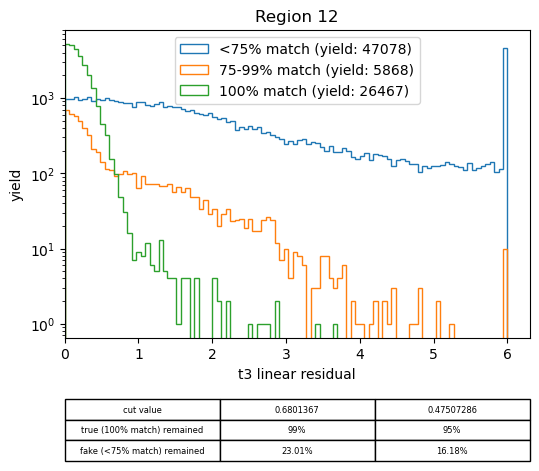 Region 12
<75% match (yield: 47078)
75-99% match (yield: 5868)
100% match (yield: 26467)
yield
10³
10²
10¹
10⁰
0 1 2 3 4 5 6
t3 linear residual
cut value 0.6801367 0.47507286
true (100% match) remained 99% 95%
fake (<75% match) remained 23.01% 16.18%